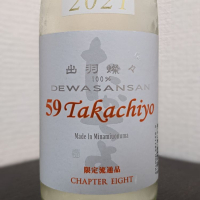 2021
出羽燦々
100%
DEWASANSAN
59 Takachiyo
Made in Minamiuonuma
限定流通品
CHAPTER EIGHT